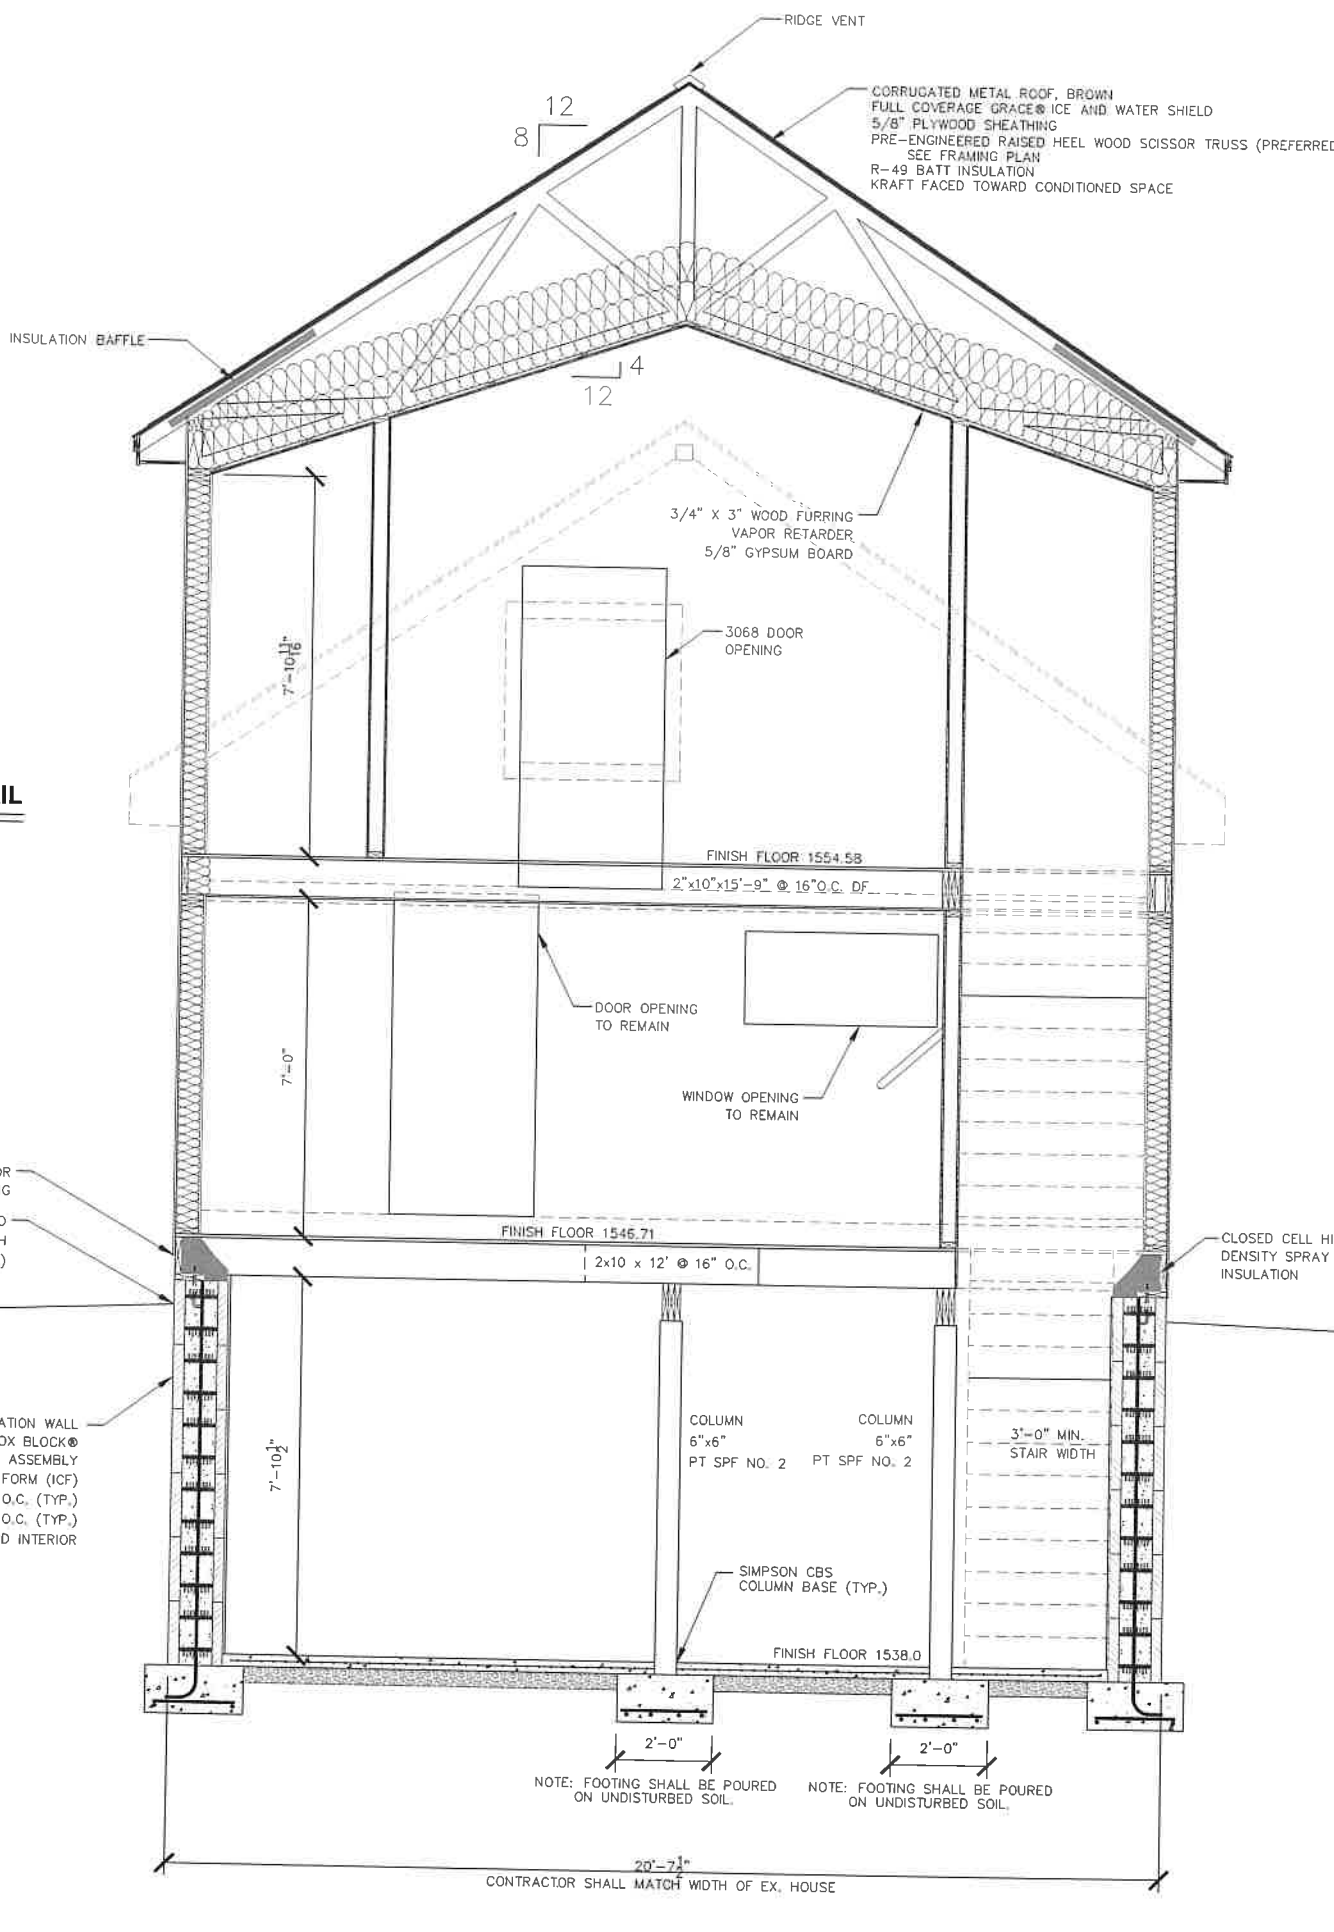 RIDGE VENT
CORRUGATED METAL ROOF, BROWN
FULL COVERAGE GRACE® ICE AND WATER SHIELD
5/8" PLYWOOD SHEATHING
PRE-ENGINEERED RAISED HEEL WOOD SCISSOR TRUSS (PREFERRED
SEE FRAMING PLAN
R-49 BATT INSULATION
KRAFT FACED TOWARD CONDITIONED SPACE
12
8
INSULATION BAFFLE
4
12
3/4" X 3" WOOD FURRING
VAPOR RETARDER
5/8" GYPSUM BOARD
3068 DOOR
OPENING
7'-10 11/16"
IL
FINISH FLOOR 1554.58
2"x10"x15'-9" @ 16"O.C. DF
DOOR OPENING
TO REMAIN
7'-0"
WINDOW OPENING
TO REMAIN
OR
G
O
H
)
FINISH FLOOR 1546.71
2x10 x 12' @ 16" O.C.
CLOSED CELL HI
DENSITY SPRAY
INSULATION
ATION WALL
OX BLOCK®
ASSEMBLY
FORM (ICF)
O.C. (TYP.)
O.C. (TYP.)
D INTERIOR
7'-10 1/2"
COLUMN
6"x6"
PT SPF NO. 2
COLUMN
6"x6"
PT SPF NO. 2
3'-0" MIN.
STAIR WIDTH
SIMPSON CBS
COLUMN BASE (TYP.)
FINISH FLOOR 1538.0
2'-0"
2'-0"
NOTE: FOOTING SHALL BE POURED
ON UNDISTURBED SOIL.
NOTE: FOOTING SHALL BE POURED
ON UNDISTURBED SOIL.
20'-7 1/2"
CONTRACTOR SHALL MATCH WIDTH OF EX. HOUSE